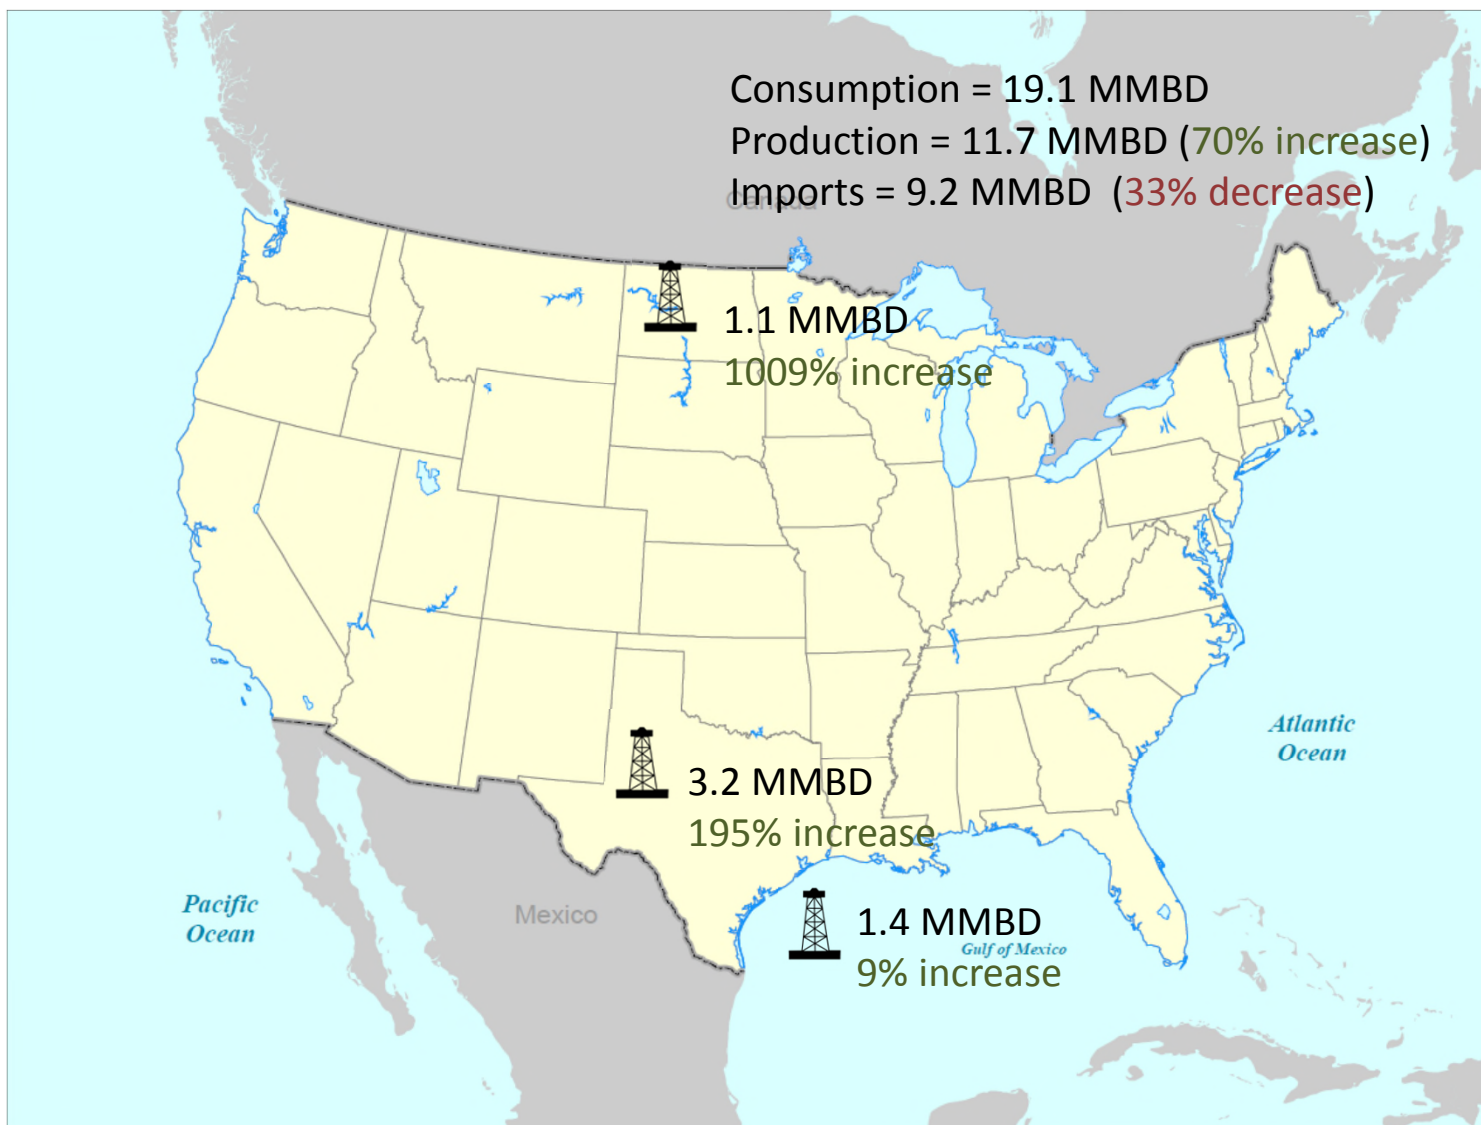 Consumption = 19.1 MMBD
Production = 11.7 MMBD (70% increase)
Imports = 9.2 MMBD (33% decrease)
Canada
1.1 MMBD
1009% increase
Atlantic
Ocean
3.2 MMBD
195% increase
Pacific
Ocean
Mexico
1.4 MMBD
Gulf of Mexico
9% increase